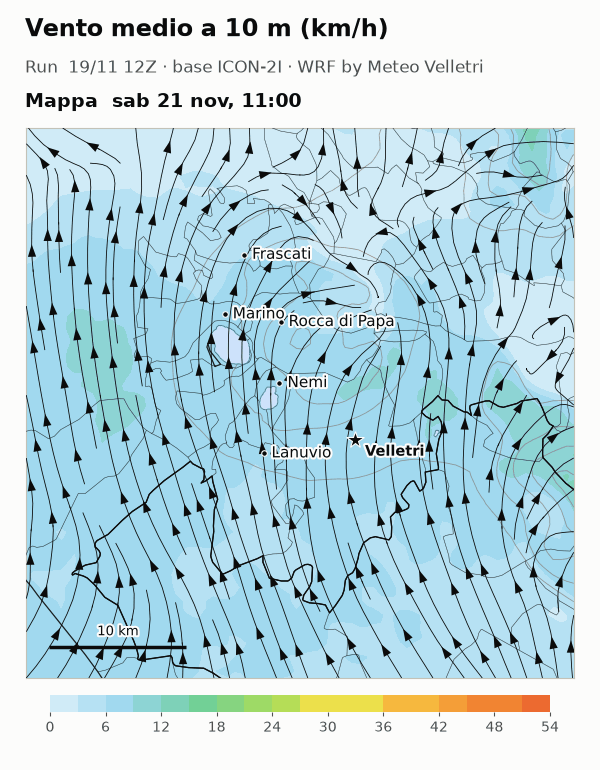 Vento medio a 10 m (km/h)
Run  19/11 12Z · base ICON-2I · WRF by Meteo Velletri
Mappa  sab 21 nov, 11:00
Frascati
Marino
Rocca di Papa
Nemi
Lanuvio
Velletri
10 km
0 6 12 18 24 30 36 42 48 54